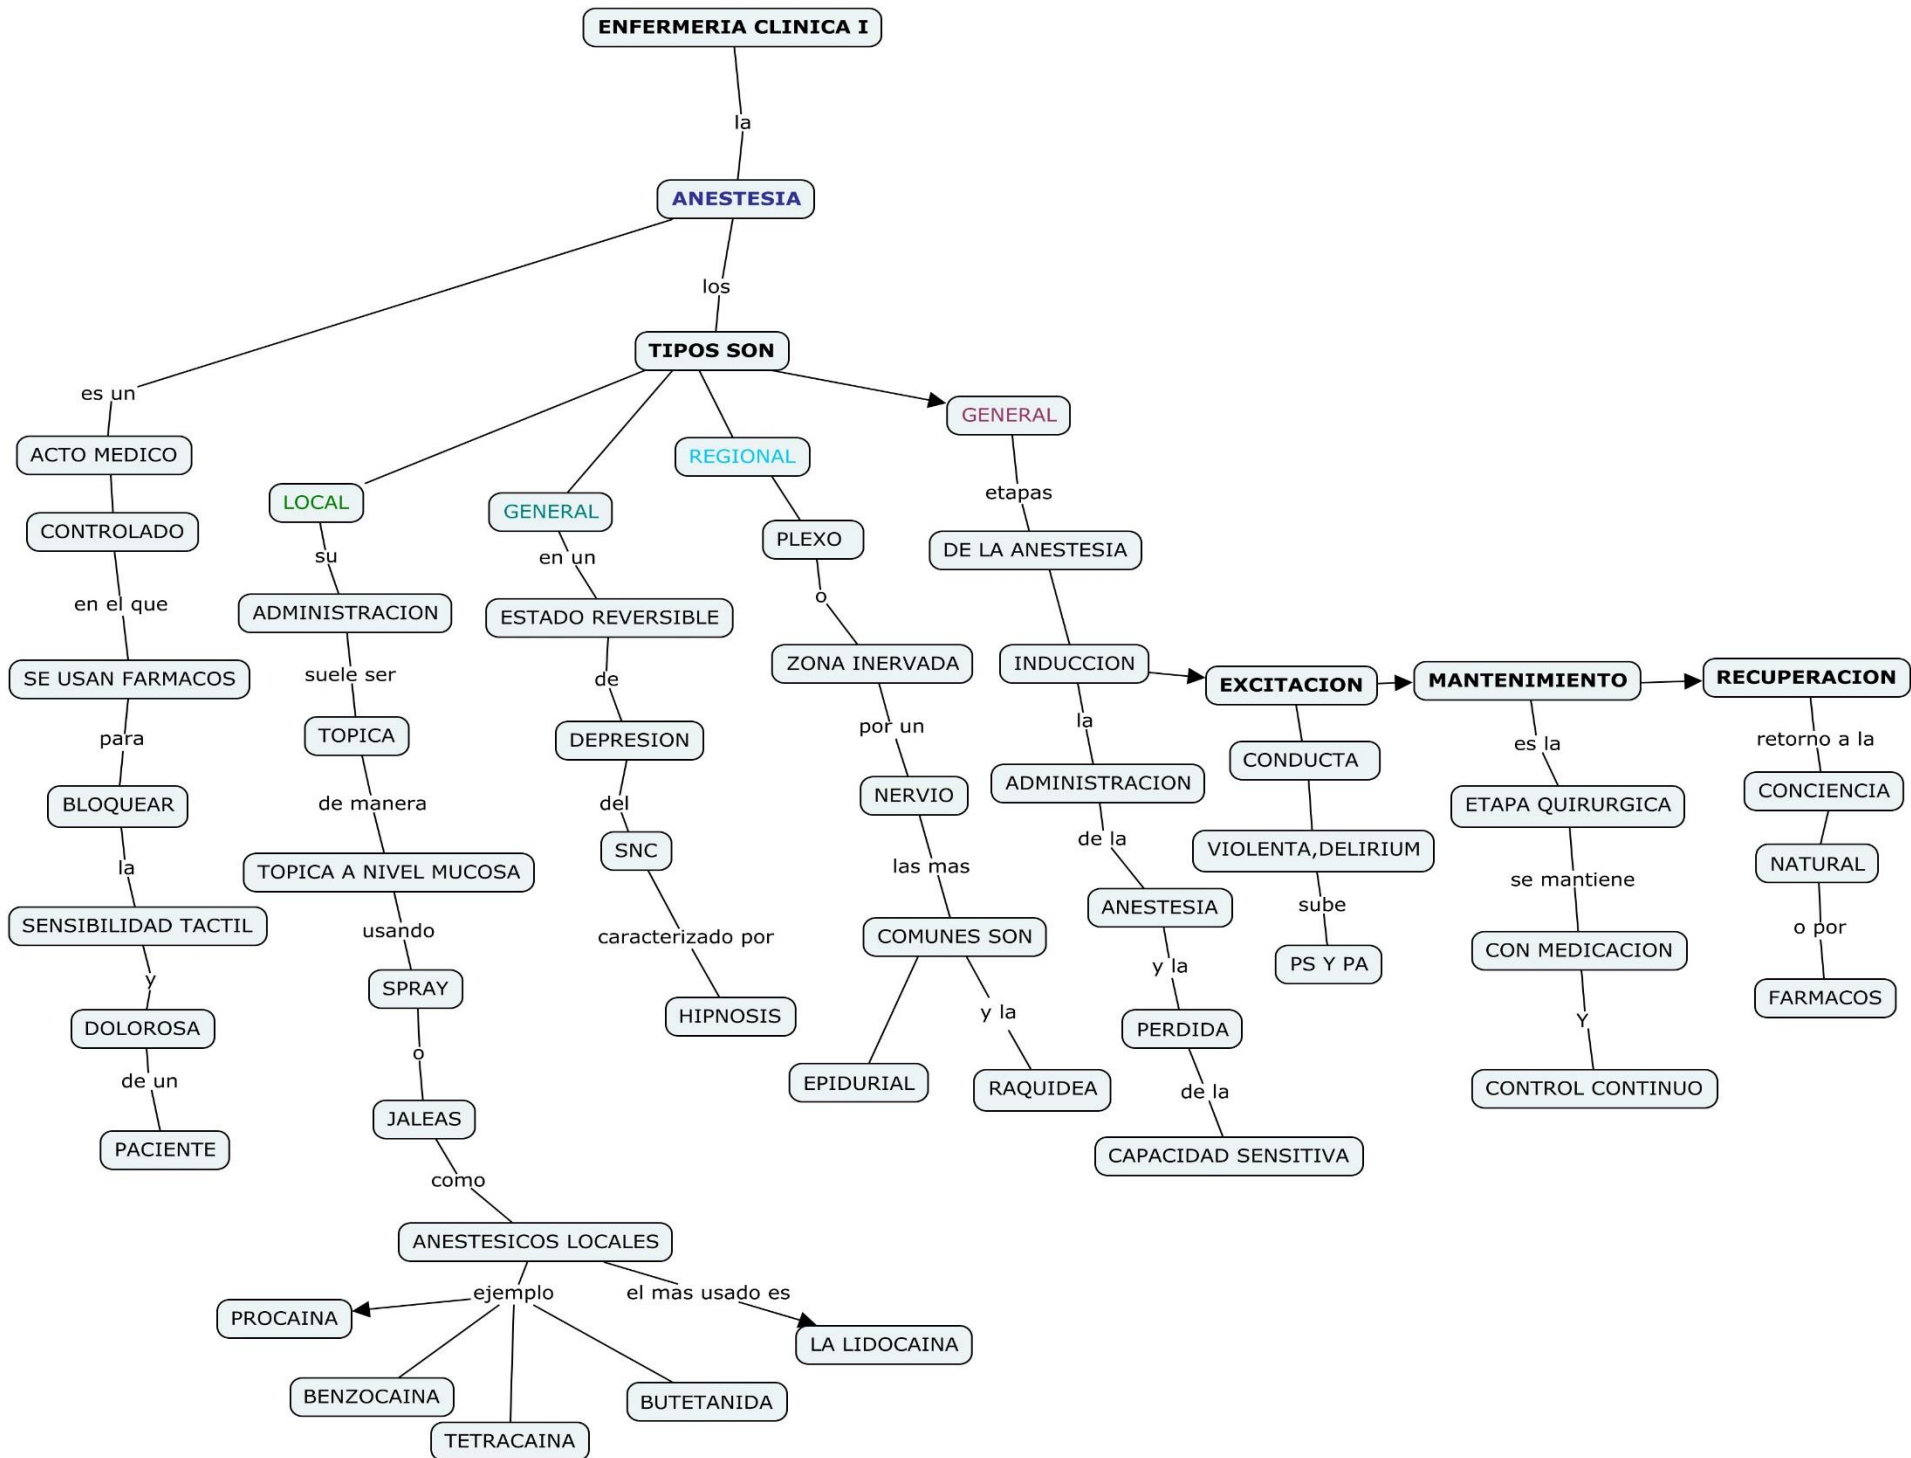 ENFERMERIA CLINICA I
la
ANESTESIA
es un
ACTO MEDICO
CONTROLADO
en el que
SE USAN FARMACOS
para
BLOQUEAR
la
SENSIBILIDAD TACTIL
y
DOLOROSA
de un
PACIENTE
los
TIPOS SON
LOCAL
su
ADMINISTRACION
suele ser
TOPICA
de manera
TOPICA A NIVEL MUCOSA
usando
SPRAY
o
JALEAS
como
ANESTESICOS LOCALES
ejemplo
PROCAINA
BENZOCAINA
TETRACAINA
BUTETANIDA
el mas usado es
LA LIDOCAINA
GENERAL
en un
ESTADO REVERSIBLE
de
DEPRESION
del
SNC
caracterizado por
HIPNOSIS
REGIONAL
PLEXO
o
ZONA INERVADA
por un
NERVIO
las mas
COMUNES SON
EPIDURIAL
y la
RAQUIDEA
GENERAL
etapas
DE LA ANESTESIA
INDUCCION
la
ADMINISTRACION
de la
ANESTESIA
y la
PERDIDA
de la
CAPACIDAD SENSITIVA
EXCITACION
CONDUCTA
VIOLENTA,DELIRIUM
sube
PS Y PA
MANTENIMIENTO
es la
ETAPA QUIRURGICA
se mantiene
CON MEDICACION
Y
CONTROL CONTINUO
RECUPERACION
retorno a la
CONCIENCIA
NATURAL
o por
FARMACOS